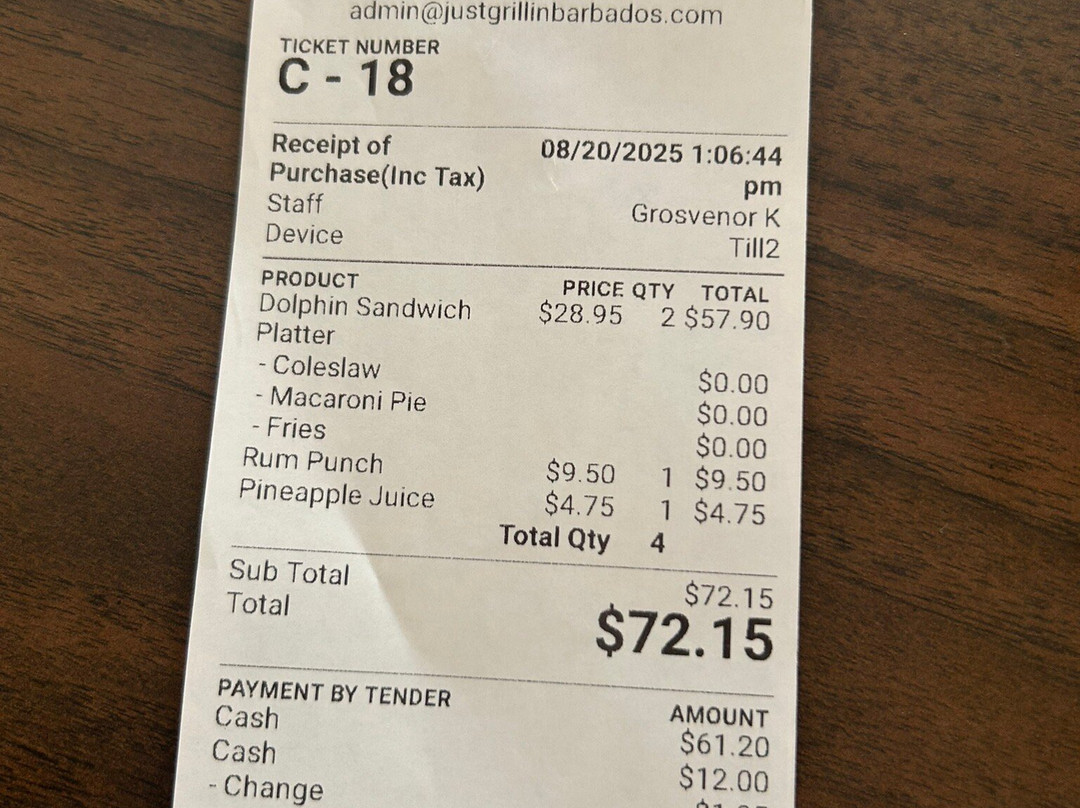 admin@justgrillinbarbados.com
TICKET NUMBER
C - 18
Receipt of 08/20/2025 1:06:44
Purchase(Inc Tax) pm
Staff Grosvenor K
Device Till2
PRODUCT PRICE QTY TOTAL
Dolphin Sandwich $28.95 2 $57.90
Platter
- Coleslaw $0.00
- Macaroni Pie $0.00
- Fries $0.00
Rum Punch $9.50 1 $9.50
Pineapple Juice $4.75 1 $4.75
Total Qty 4
Sub Total $72.15
Total $72.15
PAYMENT BY TENDER AMOUNT
Cash $61.20
Cash $12.00
- Change